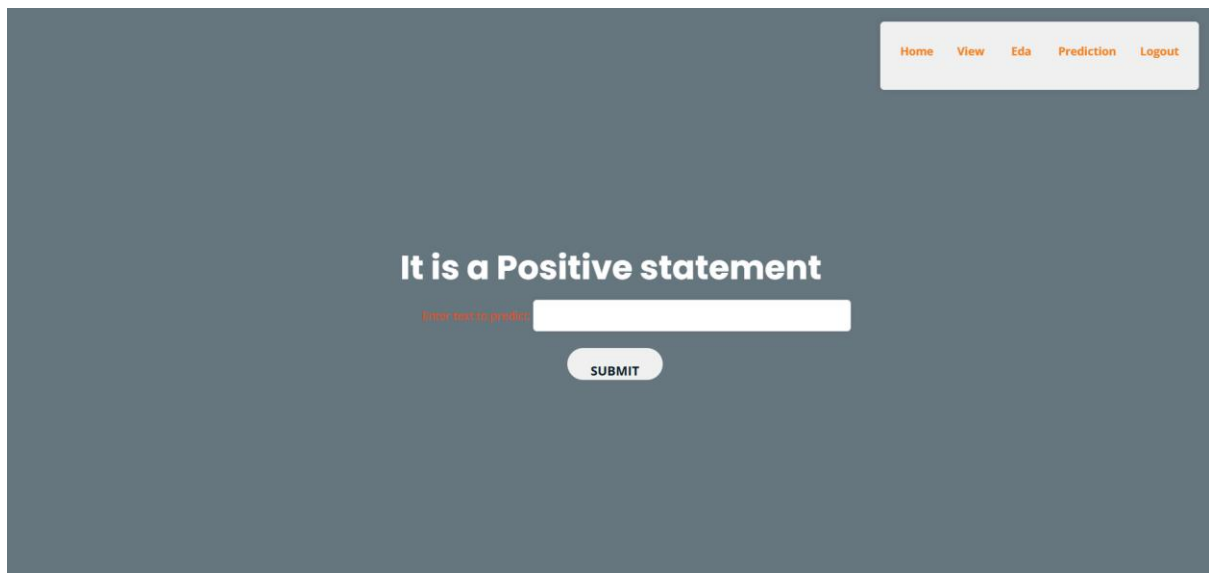 Home View Eda Prediction Logout
It is a Positive statement
Enter text to predict:
SUBMIT